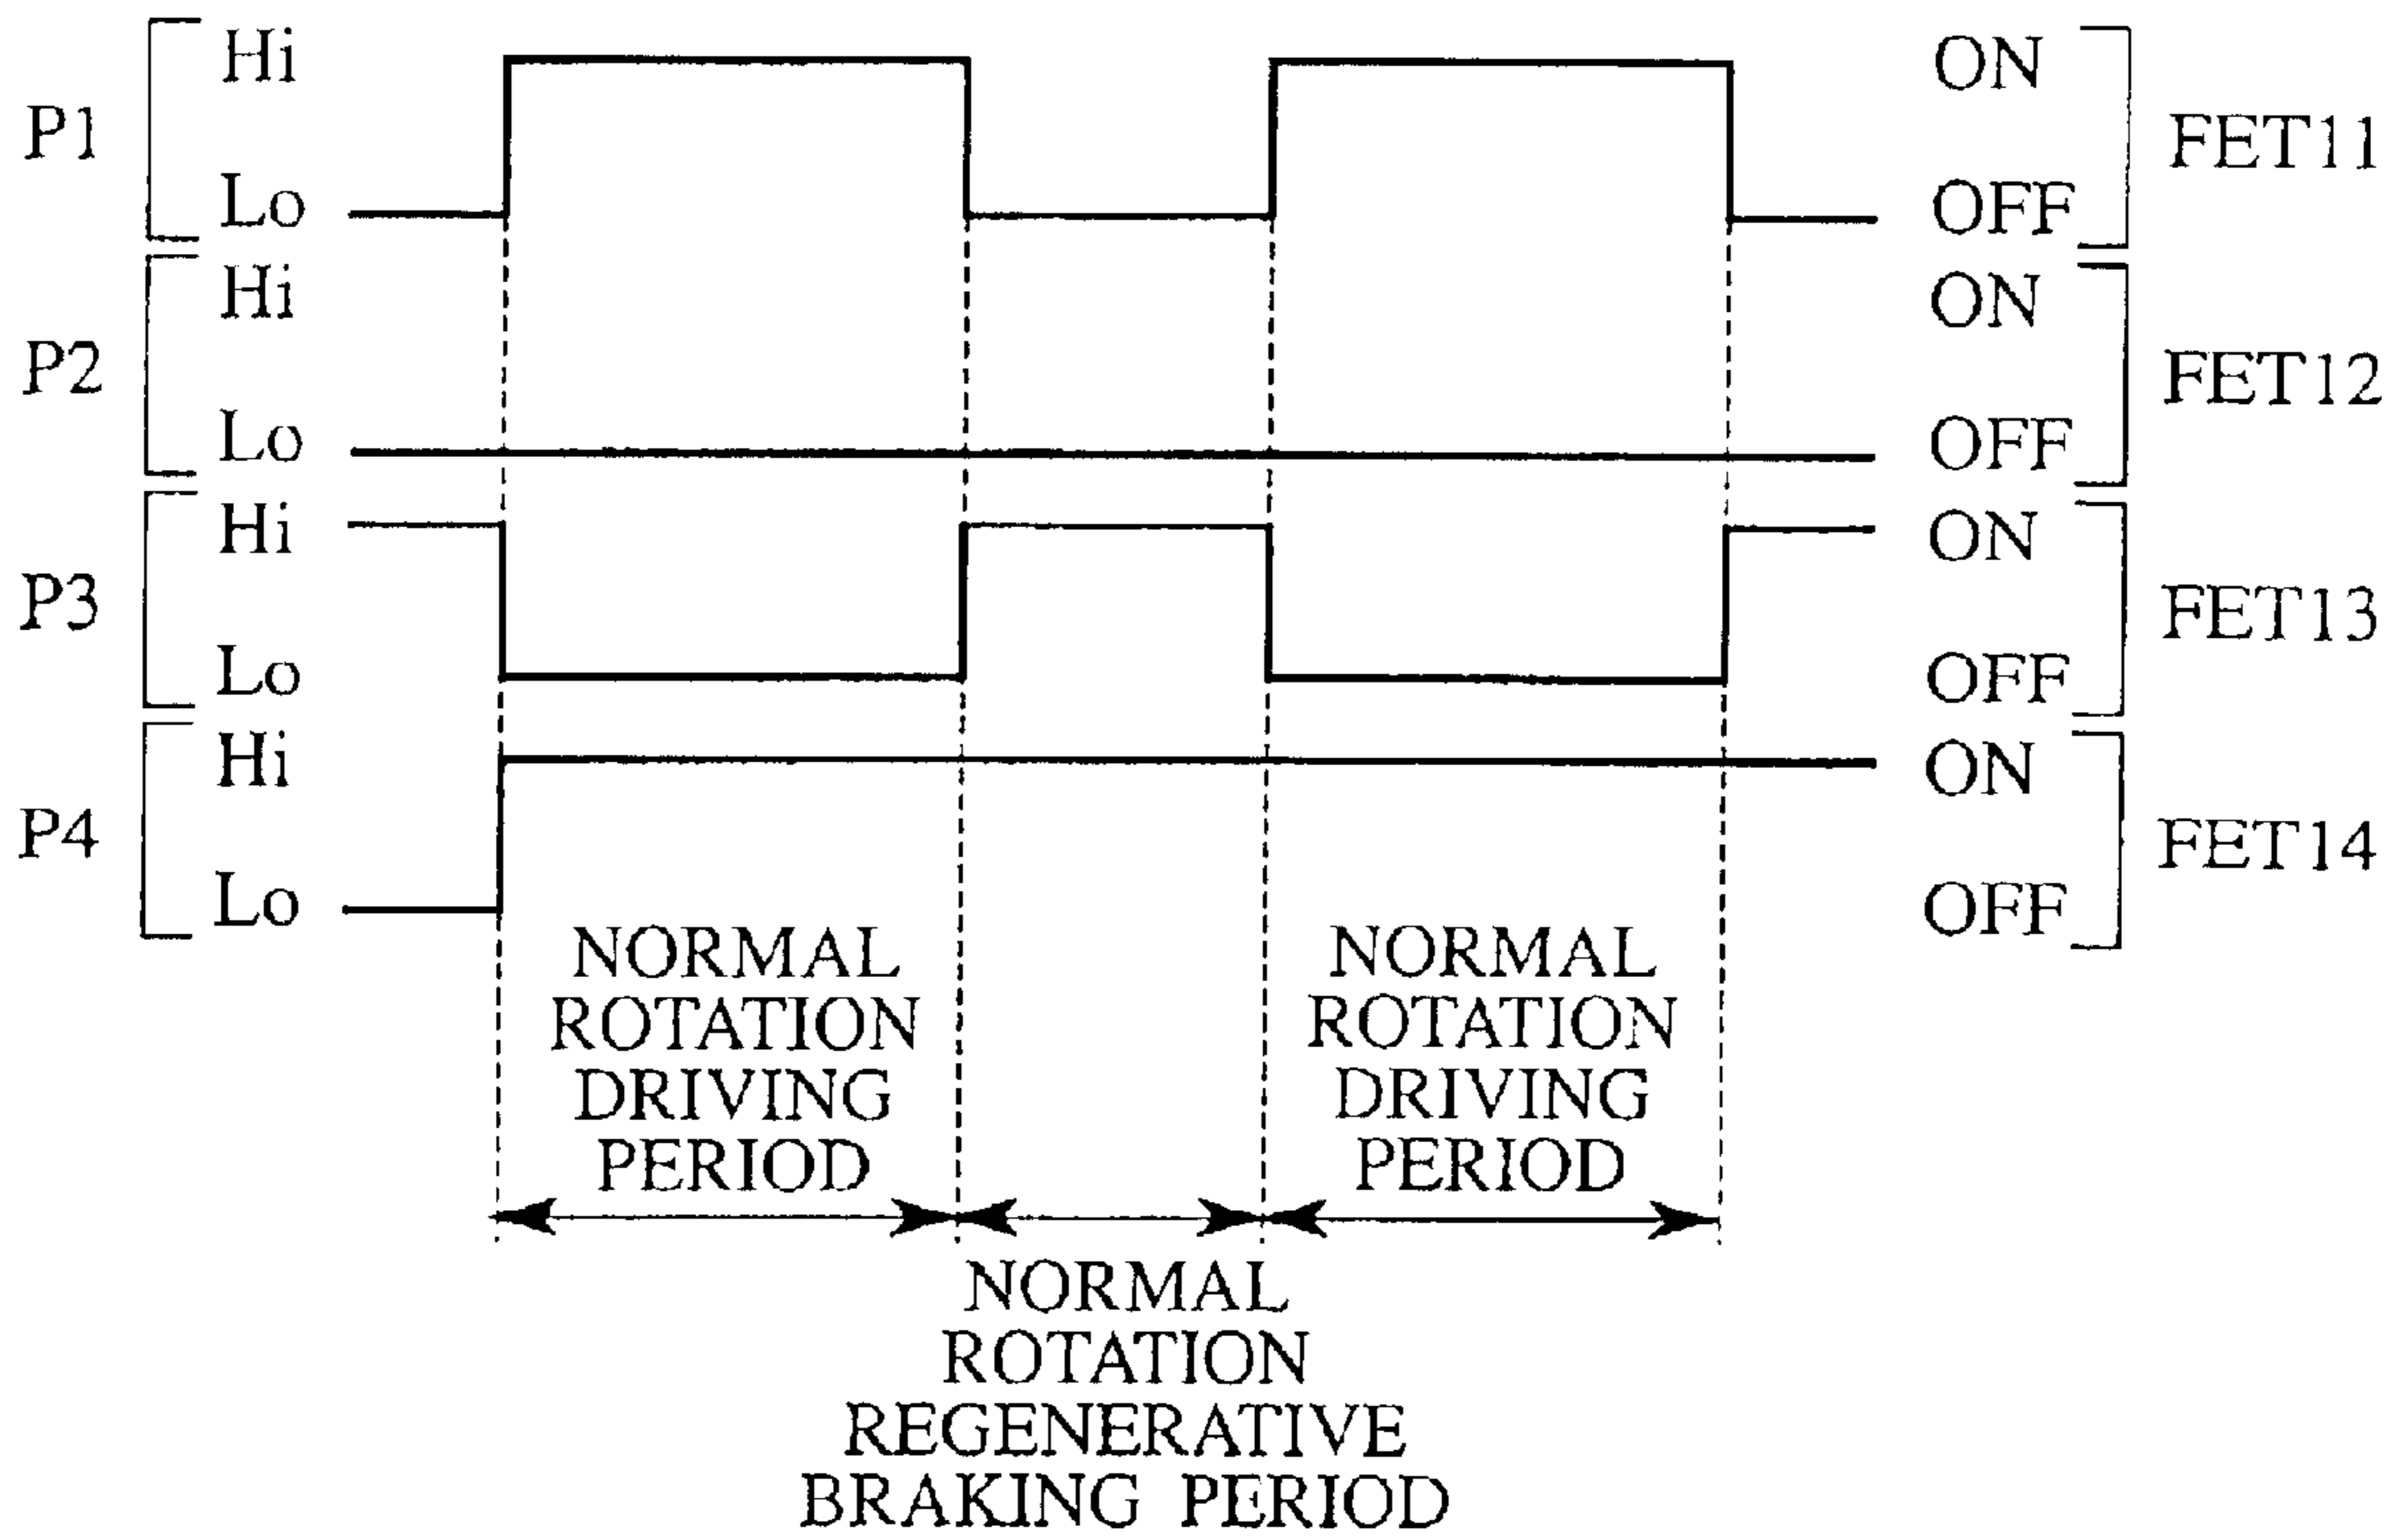 Hi
P1
Lo
ON
FET11
OFF
Hi
P2
Lo
ON
FET12
OFF
Hi
P3
Lo
ON
FET13
OFF
Hi
P4
Lo
ON
FET14
OFF
NORMAL
ROTATION
DRIVING
PERIOD
NORMAL
ROTATION
DRIVING
PERIOD
NORMAL
ROTATION
REGENERATIVE
BRAKING PERIOD